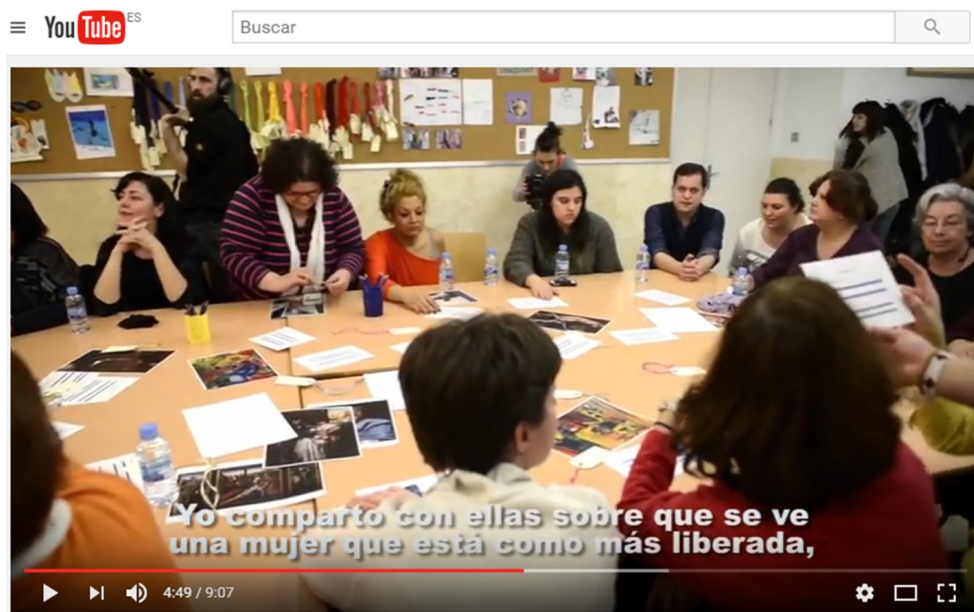 YouTube ES
Buscar
Yo comparto con ellas sobre que se ve
una mujer que está como más liberada,
4:49 / 9:07